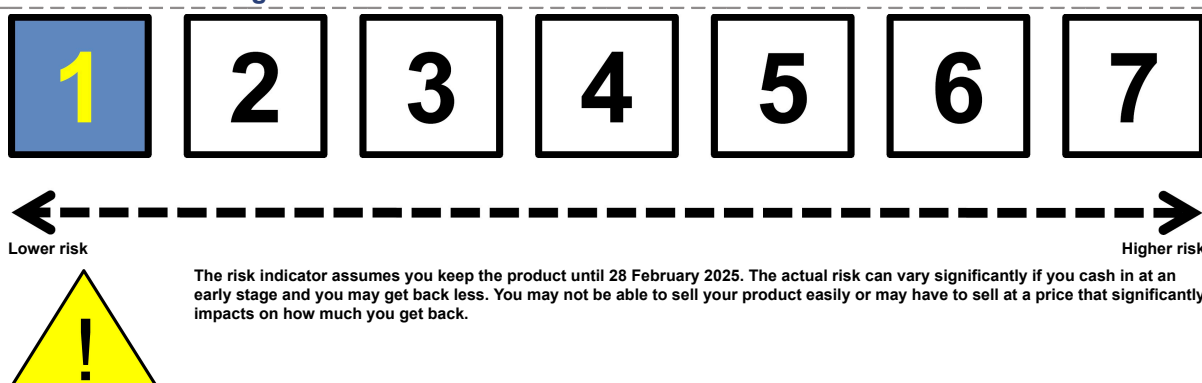 1 2 3 4 5 6 7
Lower risk Higher risk
! The risk indicator assumes you keep the product until 28 February 2025. The actual risk can vary significantly if you cash in at an
early stage and you may get back less. You may not be able to sell your product easily or may have to sell at a price that significantly
impacts on how much you get back.